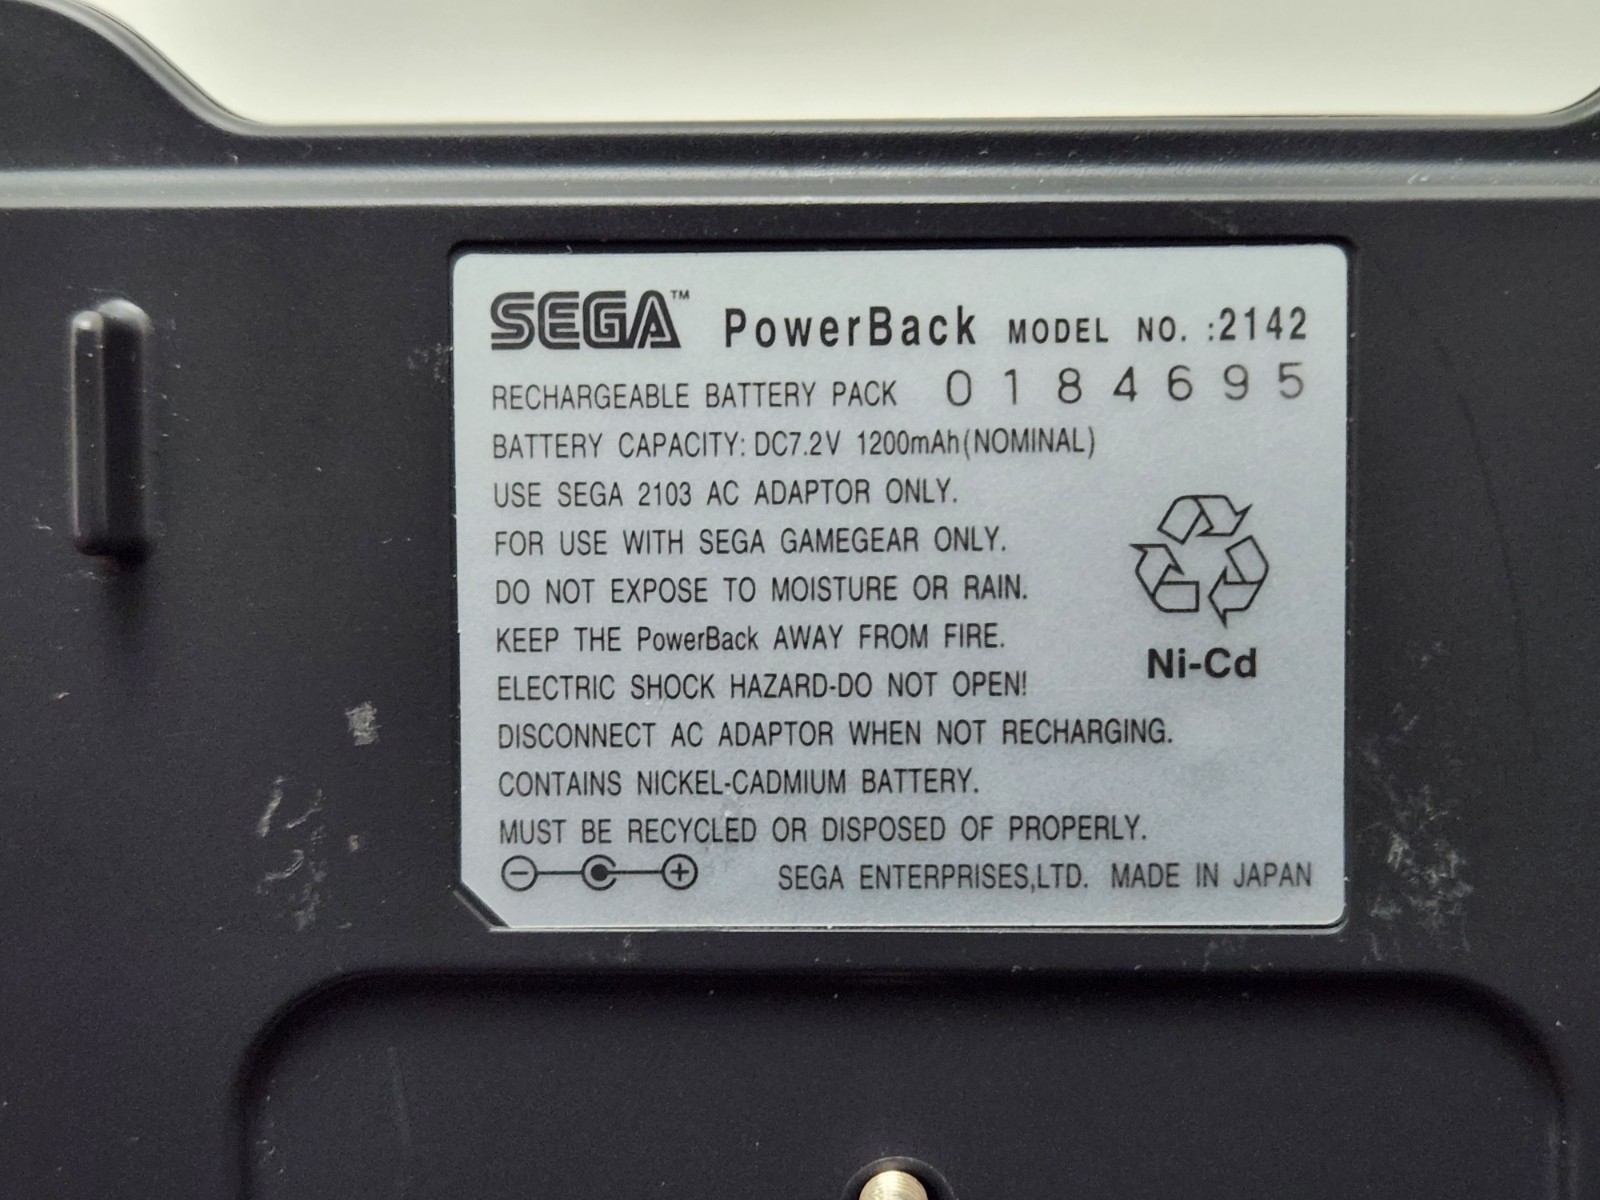 SEGA™ PowerBack MODEL NO. :2142
RECHARGEABLE BATTERY PACK 0184695
BATTERY CAPACITY: DC7.2V 1200mAh(NOMINAL)
USE SEGA 2103 AC ADAPTOR ONLY.
FOR USE WITH SEGA GAMEGEAR ONLY.
DO NOT EXPOSE TO MOISTURE OR RAIN.
KEEP THE PowerBack AWAY FROM FIRE.
Ni-Cd
ELECTRIC SHOCK HAZARD-DO NOT OPEN!
DISCONNECT AC ADAPTOR WHEN NOT RECHARGING.
CONTAINS NICKEL-CADMIUM BATTERY.
MUST BE RECYCLED OR DISPOSED OF PROPERLY.
SEGA ENTERPRISES,LTD. MADE IN JAPAN